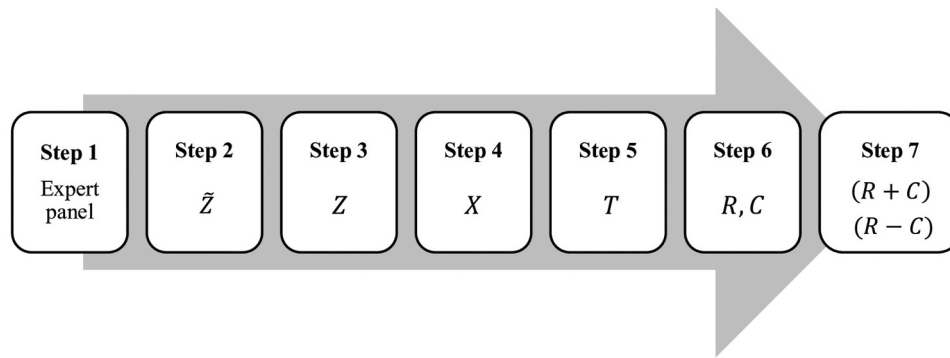 Step 1
Expert
panel
Step 2
Z̃
Step 3
Z
Step 4
X
Step 5
T
Step 6
R, C
Step 7
(R + C)
(R − C)